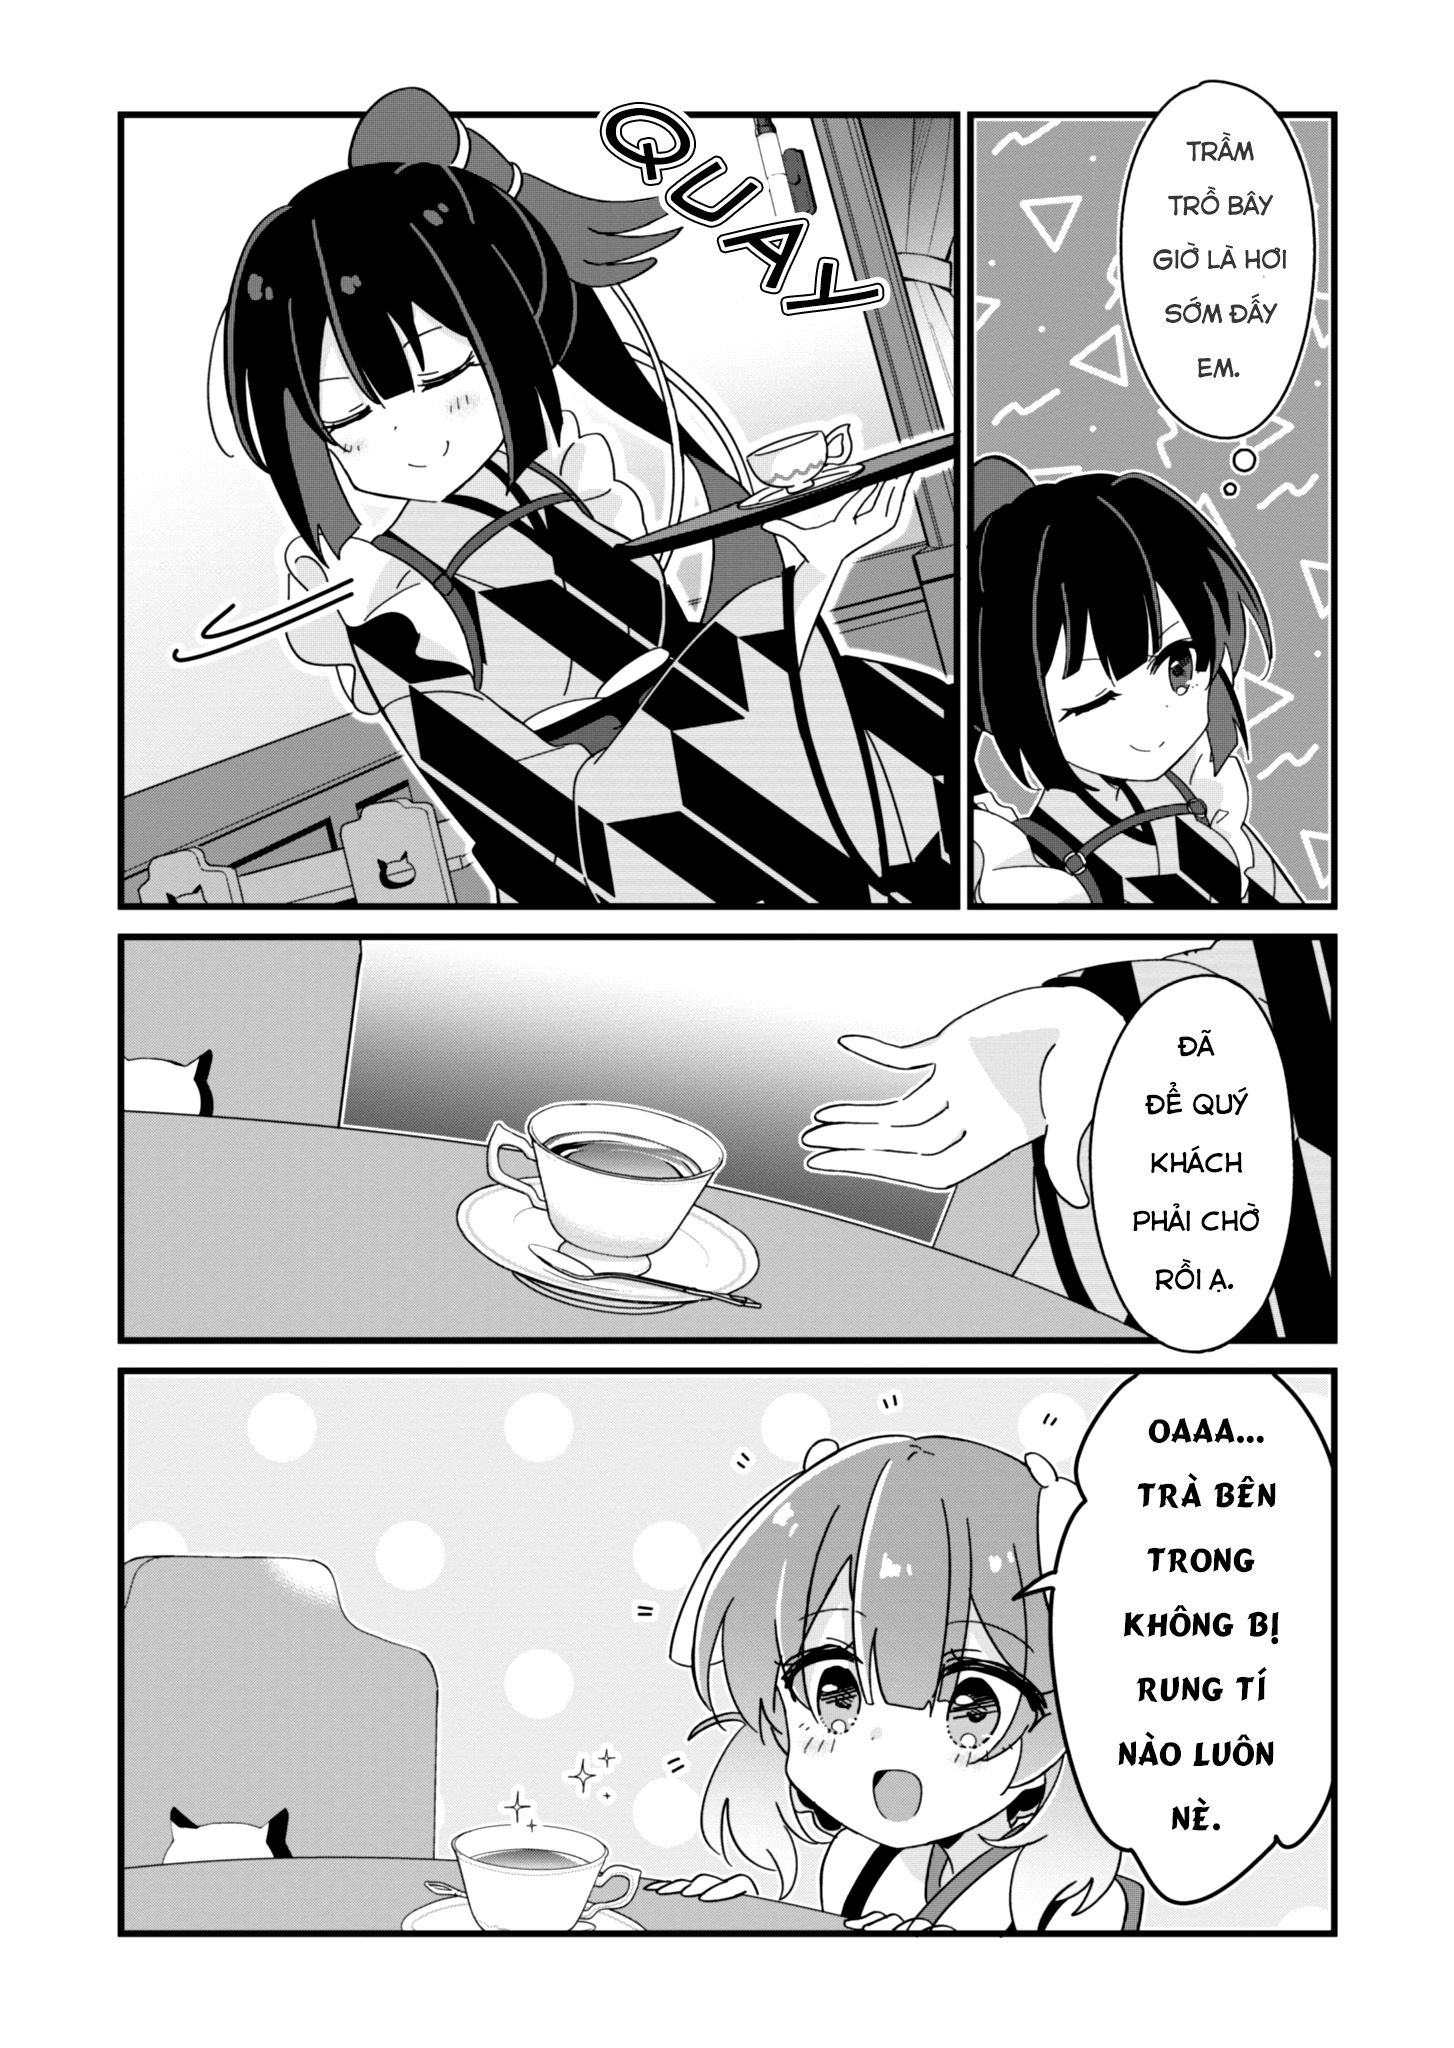 TRẦM
TRỒ BÂY
GIỜ LÀ HƠI
SỚM ĐẤY
EM.
QUAY
ĐÃ
ĐỂ QUÝ
KHÁCH
PHẢI CHỜ
RỒI Ạ.
OAAA...
TRÀ BÊN
TRONG
KHÔNG BỊ
RUNG TÍ
NÀO LUÔN
NÈ.